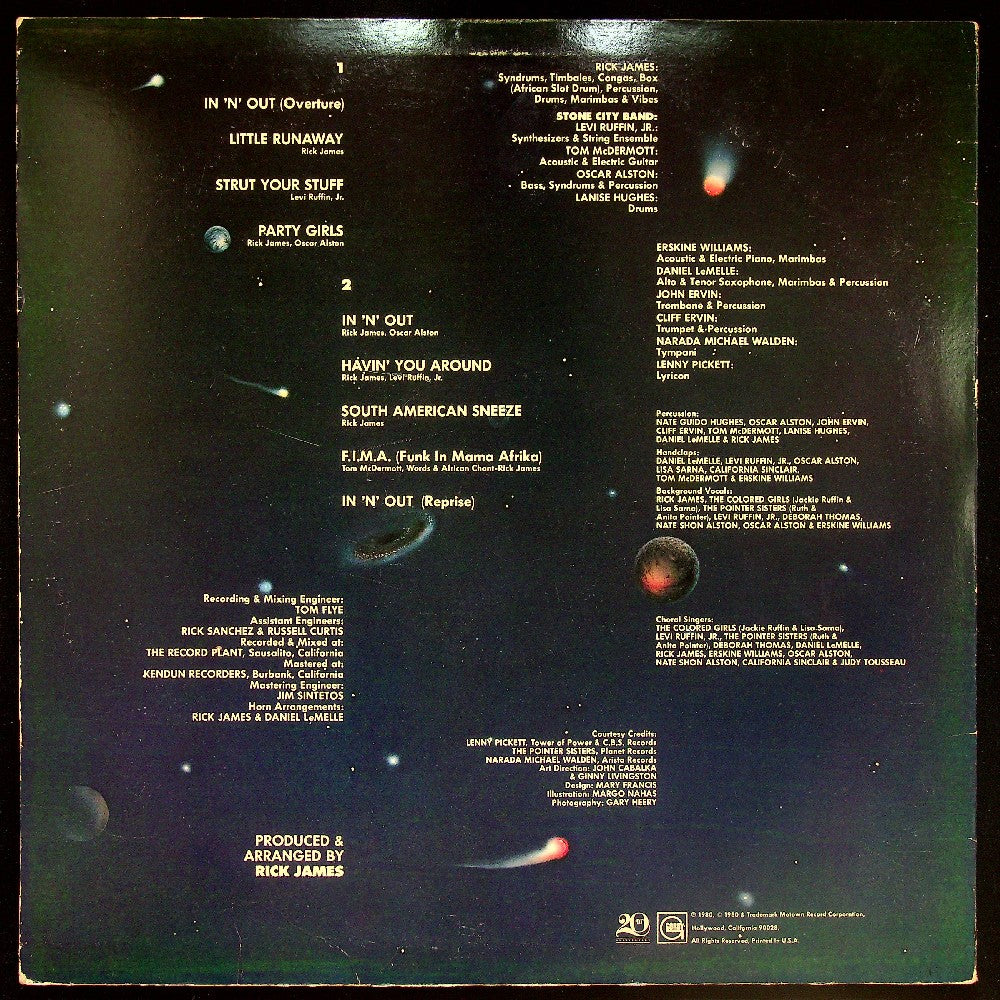 1
IN 'N' OUT (Overture)
LITTLE RUNAWAY
Rick James
STRUT YOUR STUFF
Levi Ruffin, Jr.
PARTY GIRLS
Rick James, Oscar Alston
2
IN 'N' OUT
Rick James, Oscar Alston
HAVIN' YOU AROUND
Rick James, Levi Ruffin, Jr.
SOUTH AMERICAN SNEEZE
Rick James
F.I.M.A. (Funk In Mama Afrika)
Tom McDermott, Words & African Chant-Rick James
IN 'N' OUT (Reprise)
Recording & Mixing Engineer:
TOM FLYE
Assistant Engineers:
RICK SANCHEZ & RUSSELL CURTIS
Recorded & Mixed at:
THE RECORD PLANT, Sausalito, California
Mastered at:
KENDUN RECORDERS, Burbank, California
Mastering Engineer:
JIM SINTETOS
Horn Arrangements:
RICK JAMES & DANIEL LeMELLE
PRODUCED &
ARRANGED BY
RICK JAMES
RICK JAMES:
Syndrums, Timbales, Congas, Box
(African Slot Drum), Percussion,
Drums, Marimbas & Vibes
STONE CITY BAND:
LEVI RUFFIN, JR.:
Synthesizers & String Ensemble
TOM McDERMOTT:
Acoustic & Electric Guitar
OSCAR ALSTON:
Bass, Syndrums & Percussion
LANISE HUGHES:
Drums
ERSKINE WILLIAMS:
Acoustic & Electric Piano, Marimbas
DANIEL LeMELLE:
Alto & Tenor Saxophone, Marimbas & Percussion
JOHN ERVIN:
Trombone & Percussion
CLIFF ERVIN:
Trumpet & Percussion
NARADA MICHAEL WALDEN:
Tympani
LENNY PICKETT:
Lyricon
Percussion:
NATE GUIDO HUGHES, OSCAR ALSTON, JOHN ERVIN,
CLIFF ERVIN, TOM McDERMOTT, LANISE HUGHES,
DANIEL LeMELLE & RICK JAMES
Handclaps:
DANIEL LeMELLE, LEVI RUFFIN, JR., OSCAR ALSTON,
LISA SARNA, CALIFORNIA SINCLAIR,
TOM McDERMOTT & ERSKINE WILLIAMS
Background Vocals:
RICK JAMES, THE COLORED GIRLS (Jackie Ruffin &
Lisa Sarna), THE POINTER SISTERS (Ruth &
Anita Pointer), LEVI RUFFIN, JR., DEBORAH THOMAS,
NATE SHON ALSTON, OSCAR ALSTON & ERSKINE WILLIAMS
Choral Singers:
THE COLORED GIRLS (Jackie Ruffin & Lisa Sarna),
LEVI RUFFIN, JR., THE POINTER SISTERS (Ruth &
Anita Pointer), DEBORAH THOMAS, DANIEL LeMELLE,
RICK JAMES, ERSKINE WILLIAMS, OSCAR ALSTON,
NATE SHON ALSTON, CALIFORNIA SINCLAIR & JUDY TOUSSEAU
Courtesy Credits:
LENNY PICKETT, Tower of Power & C.B.S. Records
THE POINTER SISTERS, Planet Records
NARADA MICHAEL WALDEN, Arista Records
Art Direction: JOHN CABALKA
& GINNY LIVINGSTON
Design: MARY FRANCIS
Illustration: MARGO NAHAS
Photography: GARY HEERY
20
GORDY
℗ 1980, © 1980 & Trademark Motown Record Corporation,
Hollywood, California 90028.
All Rights Reserved. Printed In U.S.A.